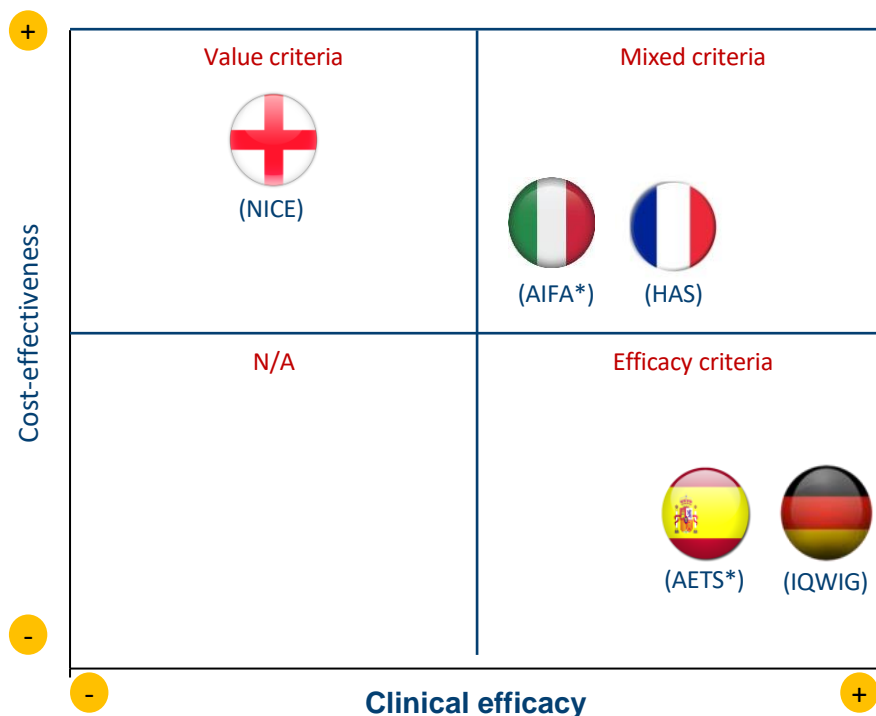 +
Value criteria
Mixed criteria
(NICE)
(AIFA*)
(HAS)
Cost-effectiveness
N/A
Efficacy criteria
(AETS*)
(IQWIG)
-
-
Clinical efficacy
+